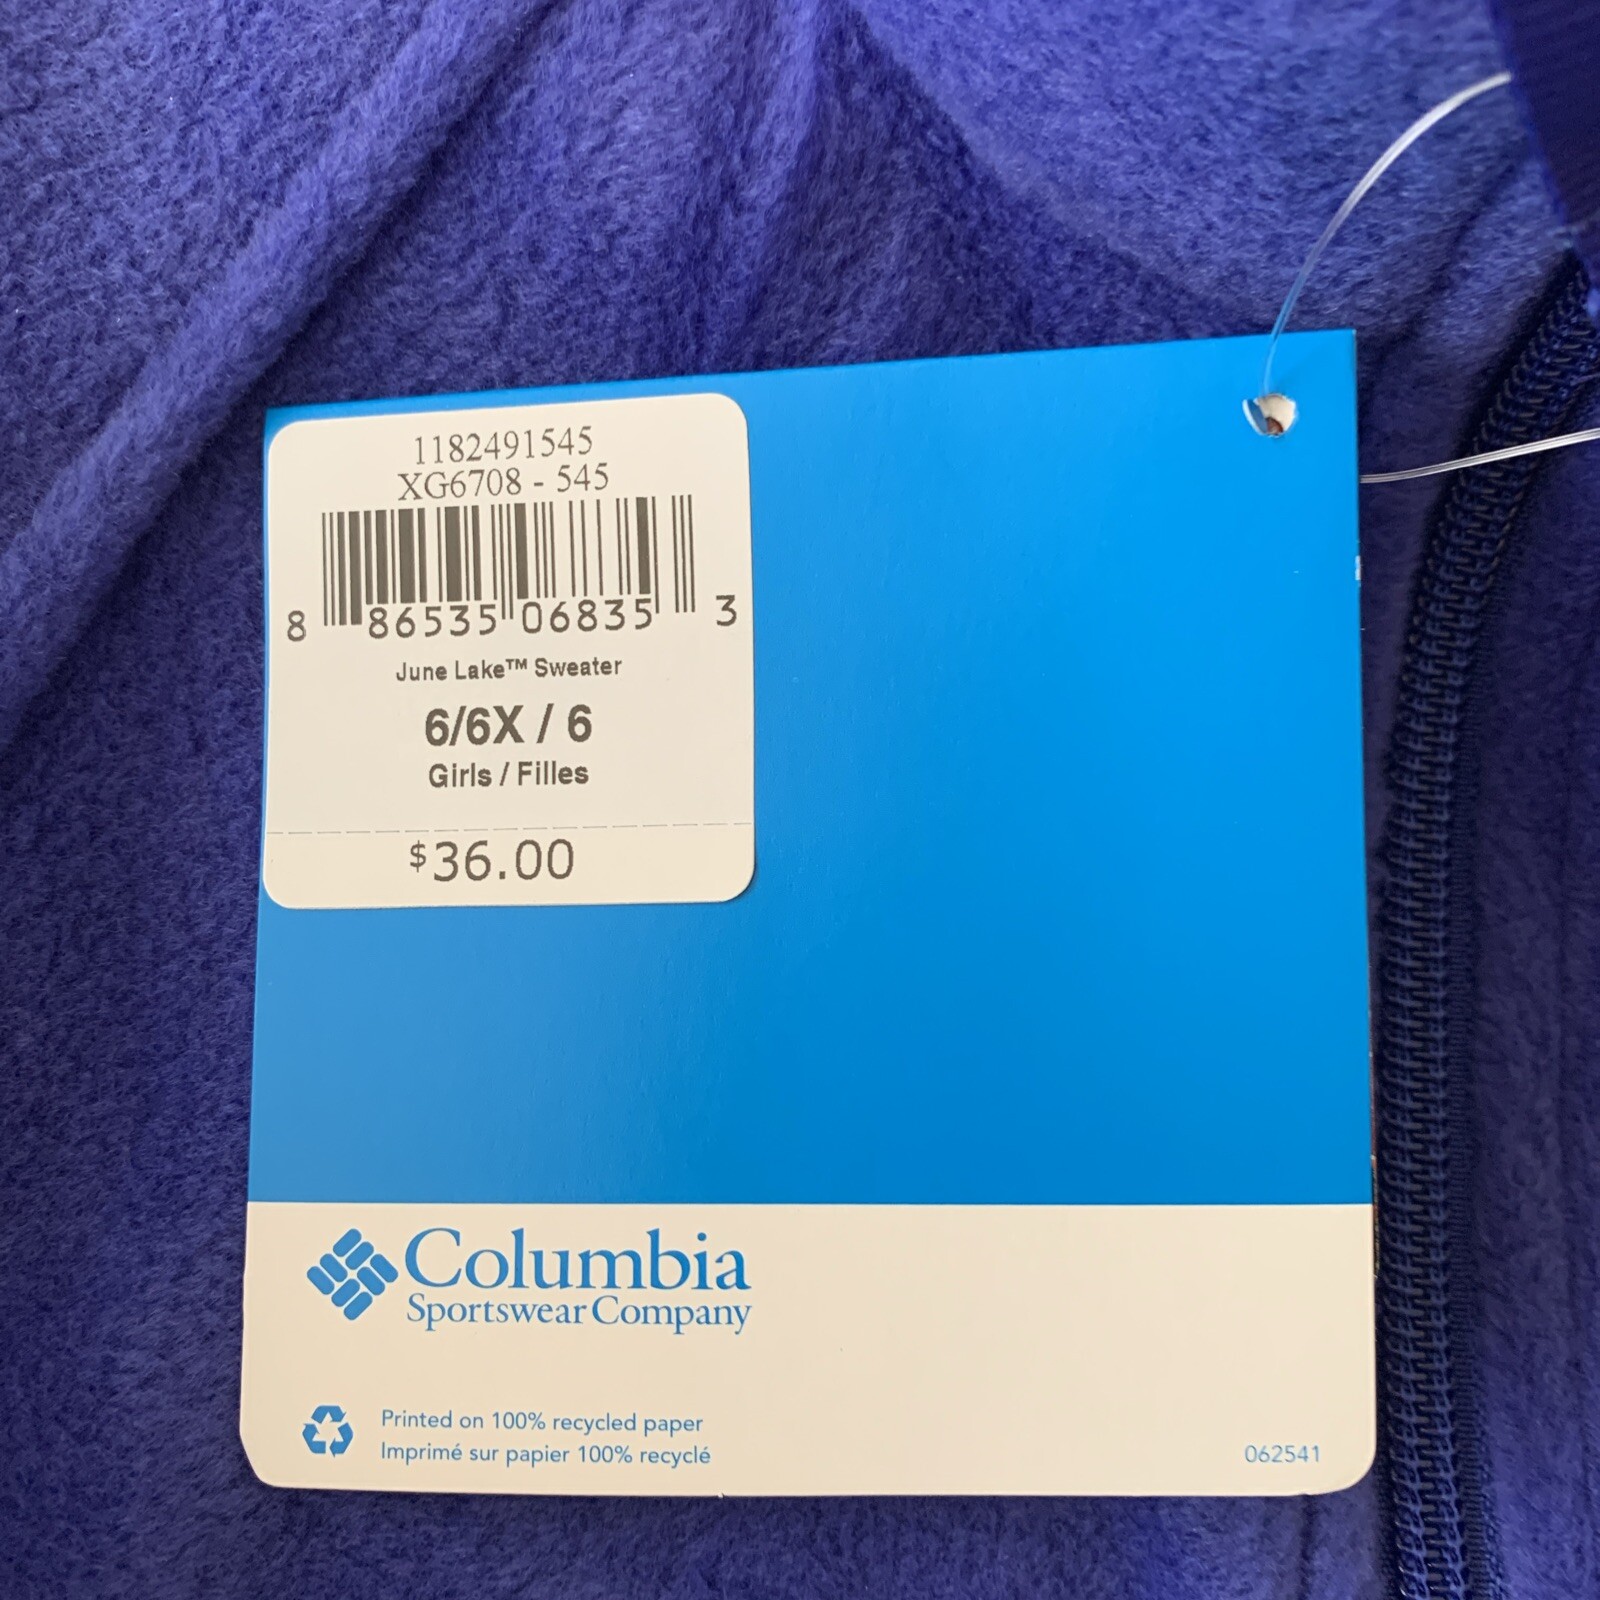 1182491545
XG6708 - 545
8 86535 06835 3
June Lake™ Sweater
6/6X / 6
Girls / Filles
$36.00
Columbia
Sportswear Company
Printed on 100% recycled paper
Imprimé sur papier 100% recyclé
062541